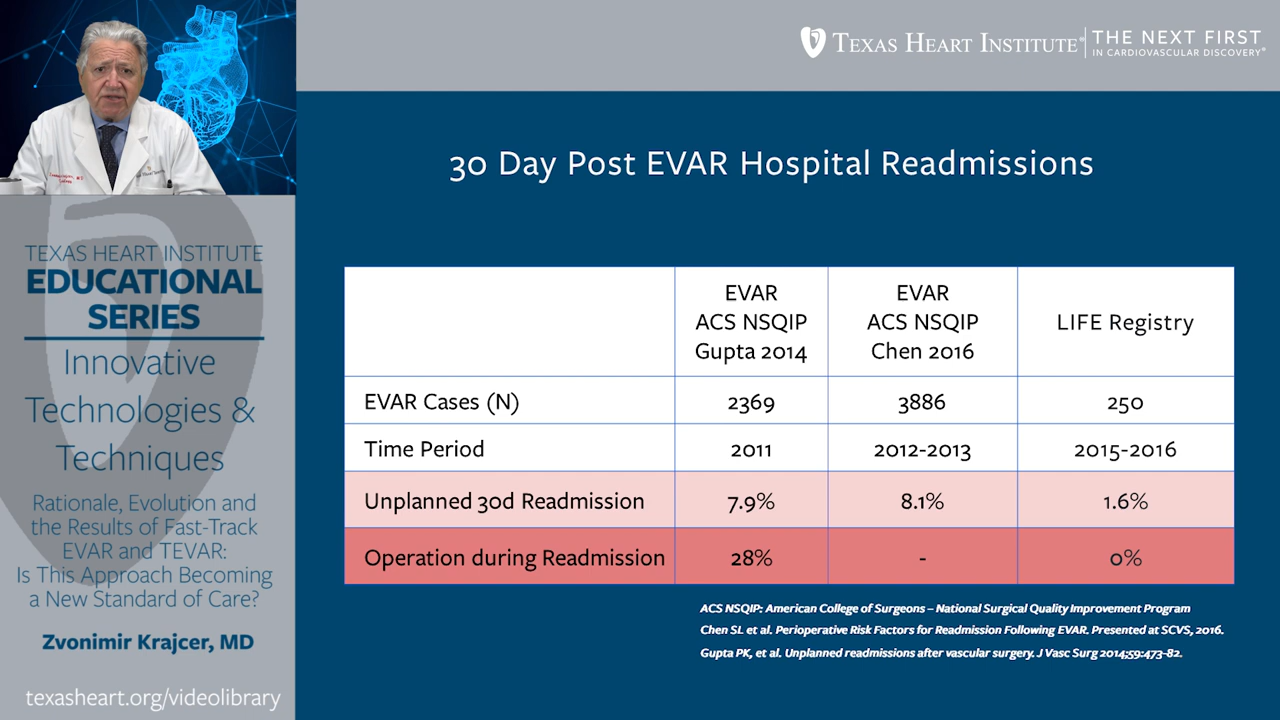 TEXAS HEART INSTITUTE®
THE NEXT FIRST
IN CARDIOVASCULAR DISCOVERY®
TEXAS HEART INSTITUTE
EDUCATIONAL
SERIES
Innovative
Technologies &
Techniques
Rationale, Evolution and
the Results of Fast-Track
EVAR and TEVAR:
Is This Approach Becoming
a New Standard of Care?
Zvonimir Krajcer, MD
texasheart.org/videolibrary
30 Day Post EVAR Hospital Readmissions
EVAR
ACS NSQIP
Gupta 2014
EVAR
ACS NSQIP
Chen 2016
LIFE Registry
EVAR Cases (N) 2369 3886 250
Time Period 2011 2012-2013 2015-2016
Unplanned 30d Readmission 7.9% 8.1% 1.6%
Operation during Readmission 28% - 0%
ACS NSQIP: American College of Surgeons – National Surgical Quality Improvement Program
Chen SL et al. Perioperative Risk Factors for Readmission Following EVAR. Presented at SCVS, 2016.
Gupta PK, et al. Unplanned readmissions after vascular surgery. J Vasc Surg 2014;59:473-82.